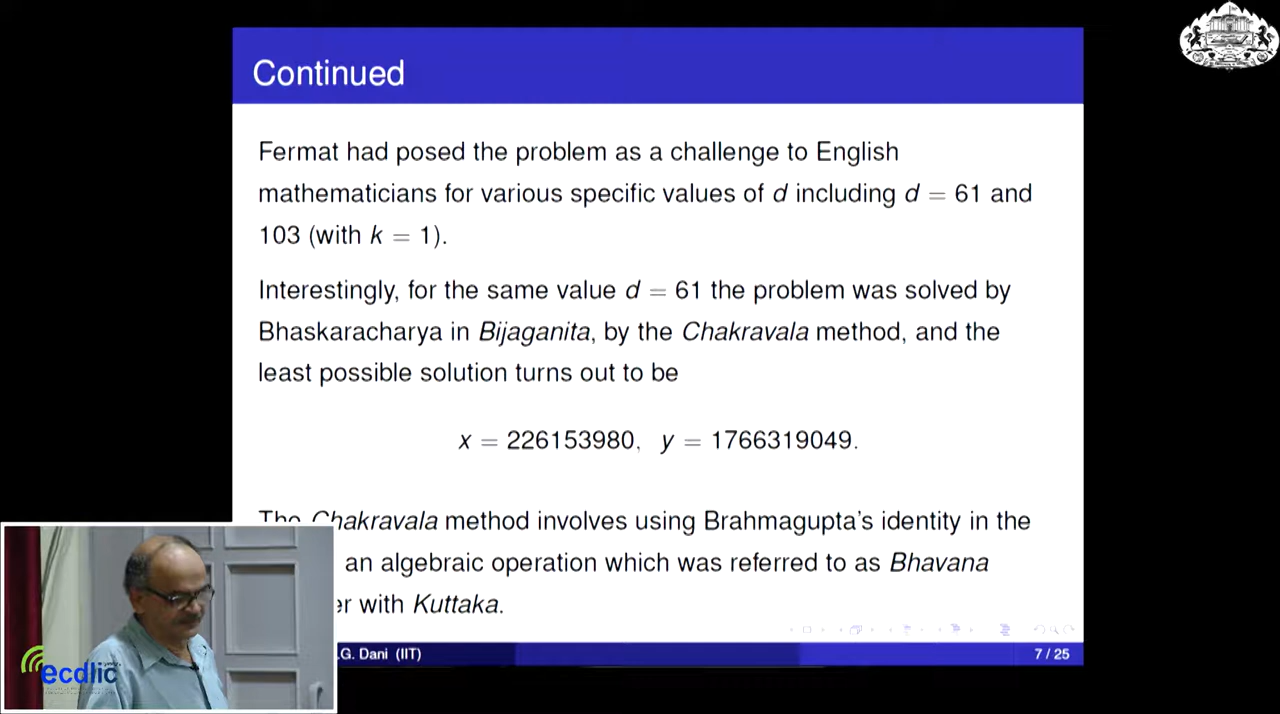 Continued
Fermat had posed the problem as a challenge to English
mathematicians for various specific values of d including d = 61 and
103 (with k = 1).
Interestingly, for the same value d = 61 the problem was solved by
Bhaskaracharya in Bijaganita, by the Chakravala method, and the
least possible solution turns out to be
x = 226153980, y = 1766319049.
The Chakravala method involves using Brahmagupta's identity in the
an algebraic operation which was referred to as Bhavana
er with Kuttaka.
.G. Dani (IIT)
7 / 25
ecdlic